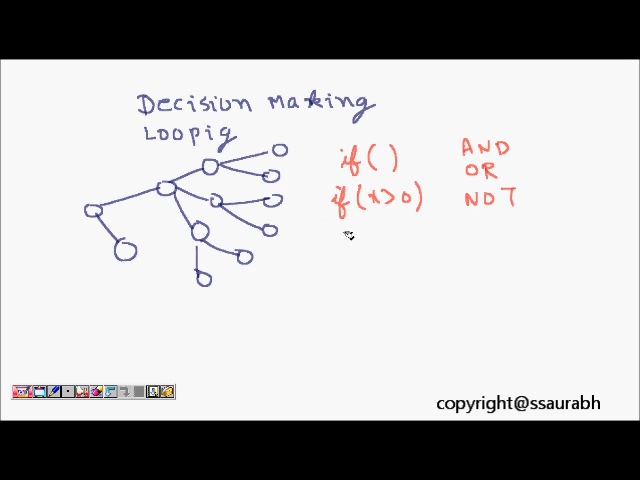 Decision Making
Loopig
if ( )
if (x>0)
AND
OR
NOT
copyright@ssaurabh